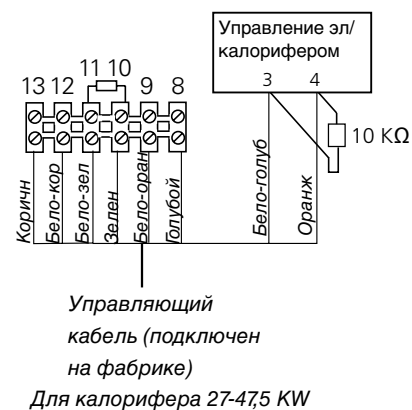 Управление эл/
калорифером
3 4
11 10
13 12 9 8
10 KΩ
Коричн
Бело-кор
Бело-зел
Зелен
Бело-оран
Голубой
Бело-голуб
Оранж
Управляющий
кабель (подключен
на фабрике)
Для калорифера 27-47,5 KW